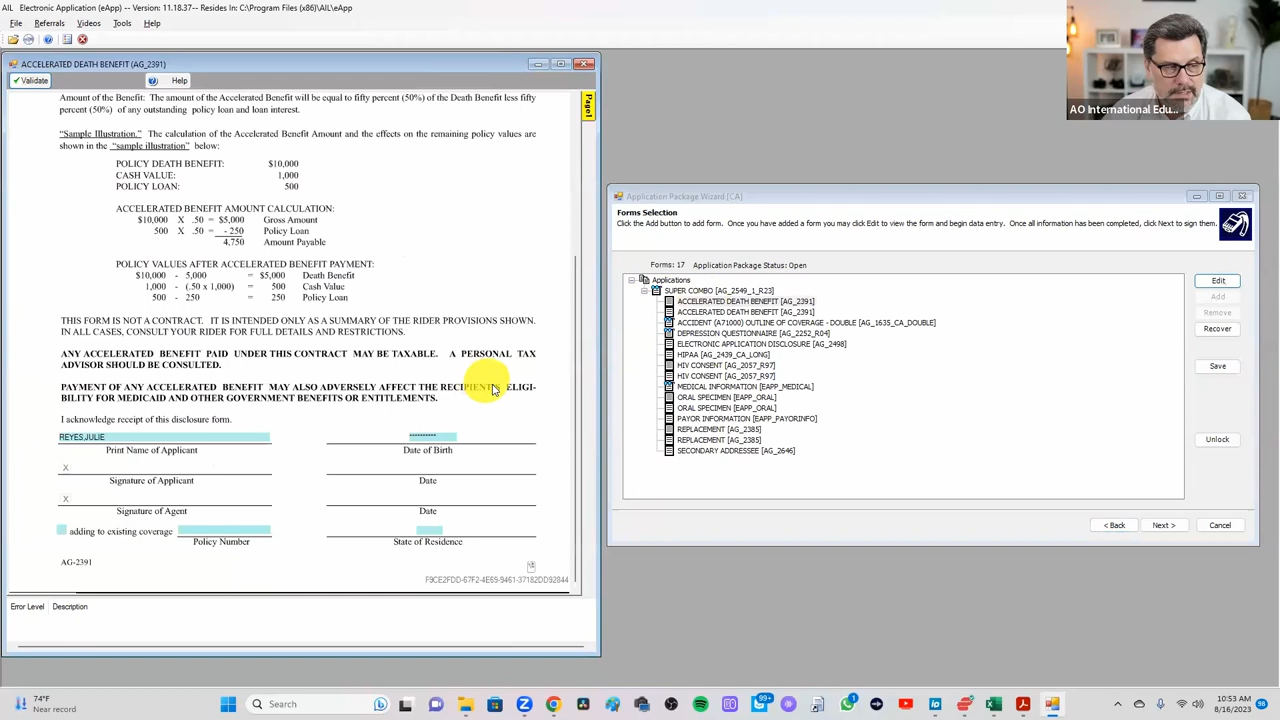 AIL Electronic Application (eApp) -- Version: 11.18.37-- Resides In: C:\Program Files (x86)\AIL\eApp
File Referrals Videos Tools Help
AO International Edu...
ACCELERATED DEATH BENEFIT (AG_2391)
Validate Help
Page1
Amount of the Benefit: The amount of the Accelerated Benefit will be equal to fifty percent (50%) of the Death Benefit less fifty
percent (50%) of any outstanding policy loan and loan interest.
"Sample Illustration." The calculation of the Accelerated Benefit Amount and the effects on the remaining policy values are
shown in the "sample illustration" below:
POLICY DEATH BENEFIT: $10,000
CASH VALUE: 1,000
POLICY LOAN: 500
ACCELERATED BENEFIT AMOUNT CALCULATION:
$10,000 X .50 = $5,000 Gross Amount
500 X .50 = - 250 Policy Loan
4,750 Amount Payable
POLICY VALUES AFTER ACCELERATED BENEFIT PAYMENT:
$10,000 - 5,000 = $5,000 Death Benefit
1,000 - (.50 x 1,000) = 500 Cash Value
500 - 250 = 250 Policy Loan
THIS FORM IS NOT A CONTRACT. IT IS INTENDED ONLY AS A SUMMARY OF THE RIDER PROVISIONS SHOWN.
IN ALL CASES, CONSULT YOUR RIDER FOR FULL DETAILS AND RESTRICTIONS.
ANY ACCELERATED BENEFIT PAID UNDER THIS CONTRACT MAY BE TAXABLE. A PERSONAL TAX
ADVISOR SHOULD BE CONSULTED.
PAYMENT OF ANY ACCELERATED BENEFIT MAY ALSO ADVERSELY AFFECT THE RECIPIENT'S ELIGI-
BILITY FOR MEDICAID AND OTHER GOVERNMENT BENEFITS OR ENTITLEMENTS.
I acknowledge receipt of this disclosure form.
REYES,JULIE **********
Print Name of Applicant Date of Birth
X
Signature of Applicant Date
X
Signature of Agent Date
adding to existing coverage
Policy Number State of Residence
AG-2391
F9CE2FDD-67F2-4E69-9461-37182DD92844
Error Level Description
Application Package Wizard [CA]
Forms Selection
Click the Add button to add form. Once you have added a form you may click Edit to view the form and begin data entry. Once all information has been completed, click Next to sign them.
Forms: 17 Application Package Status: Open
Applications
SUPER COMBO [AG_2549_1_R23]
ACCELERATED DEATH BENEFIT [AG_2391]
ACCELERATED DEATH BENEFIT [AG_2391]
ACCIDENT (A71000) OUTLINE OF COVERAGE - DOUBLE [AG_1635_CA_DOUBLE]
DEPRESSION QUESTIONNAIRE [AG_2252_R04]
ELECTRONIC APPLICATION DISCLOSURE [AG_2498]
HIPAA [AG_2439_CA_LONG]
HIV CONSENT [AG_2057_R97]
HIV CONSENT [AG_2057_R97]
MEDICAL INFORMATION [EAPP_MEDICAL]
ORAL SPECIMEN [EAPP_ORAL]
ORAL SPECIMEN [EAPP_ORAL]
PAYOR INFORMATION [EAPP_PAYORINFO]
REPLACEMENT [AG_2385]
REPLACEMENT [AG_2385]
SECONDARY ADDRESSEE [AG_2646]
Edit
Add
Remove
Recover
Save
Unlock
< Back Next > Cancel
74°F
Near record
Search
99+
1
10:53 AM
8/16/2023
98